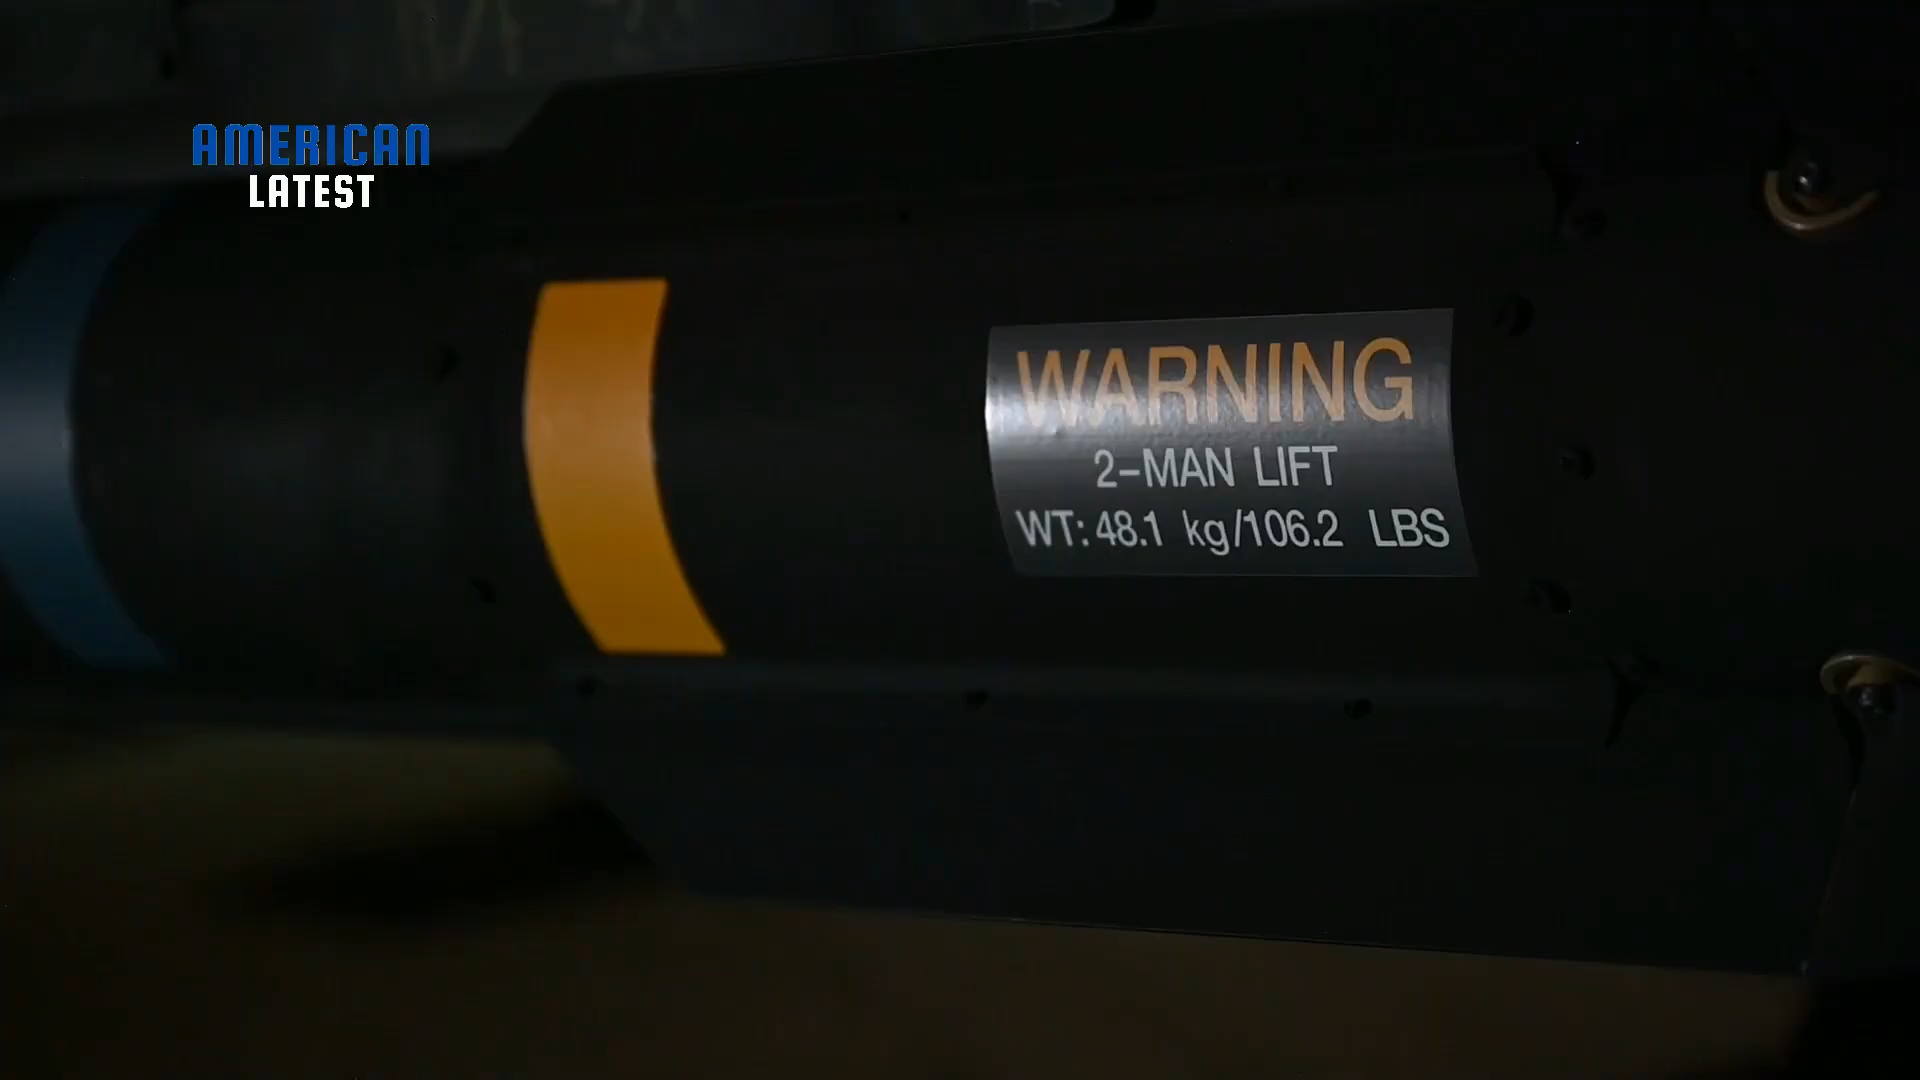 AMERICAN
LATEST
WARNING
2-MAN LIFT
WT: 48.1 kg/106.2 LBS